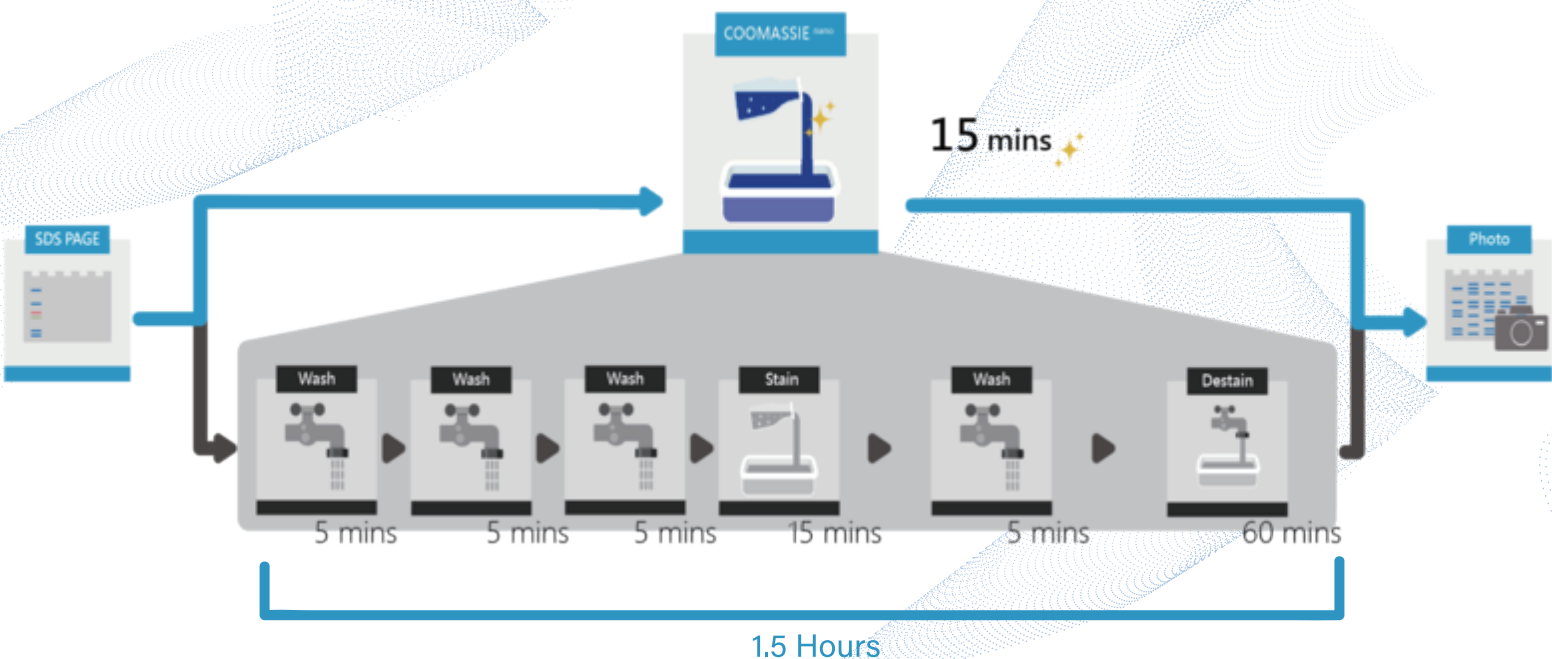 COOMASSIE nano
15 mins
SDS PAGE
Photo
Wash
Wash
Wash
Stain
Wash
Destain
5 mins
5 mins
5 mins
15 mins
5 mins
60 mins
1.5 Hours